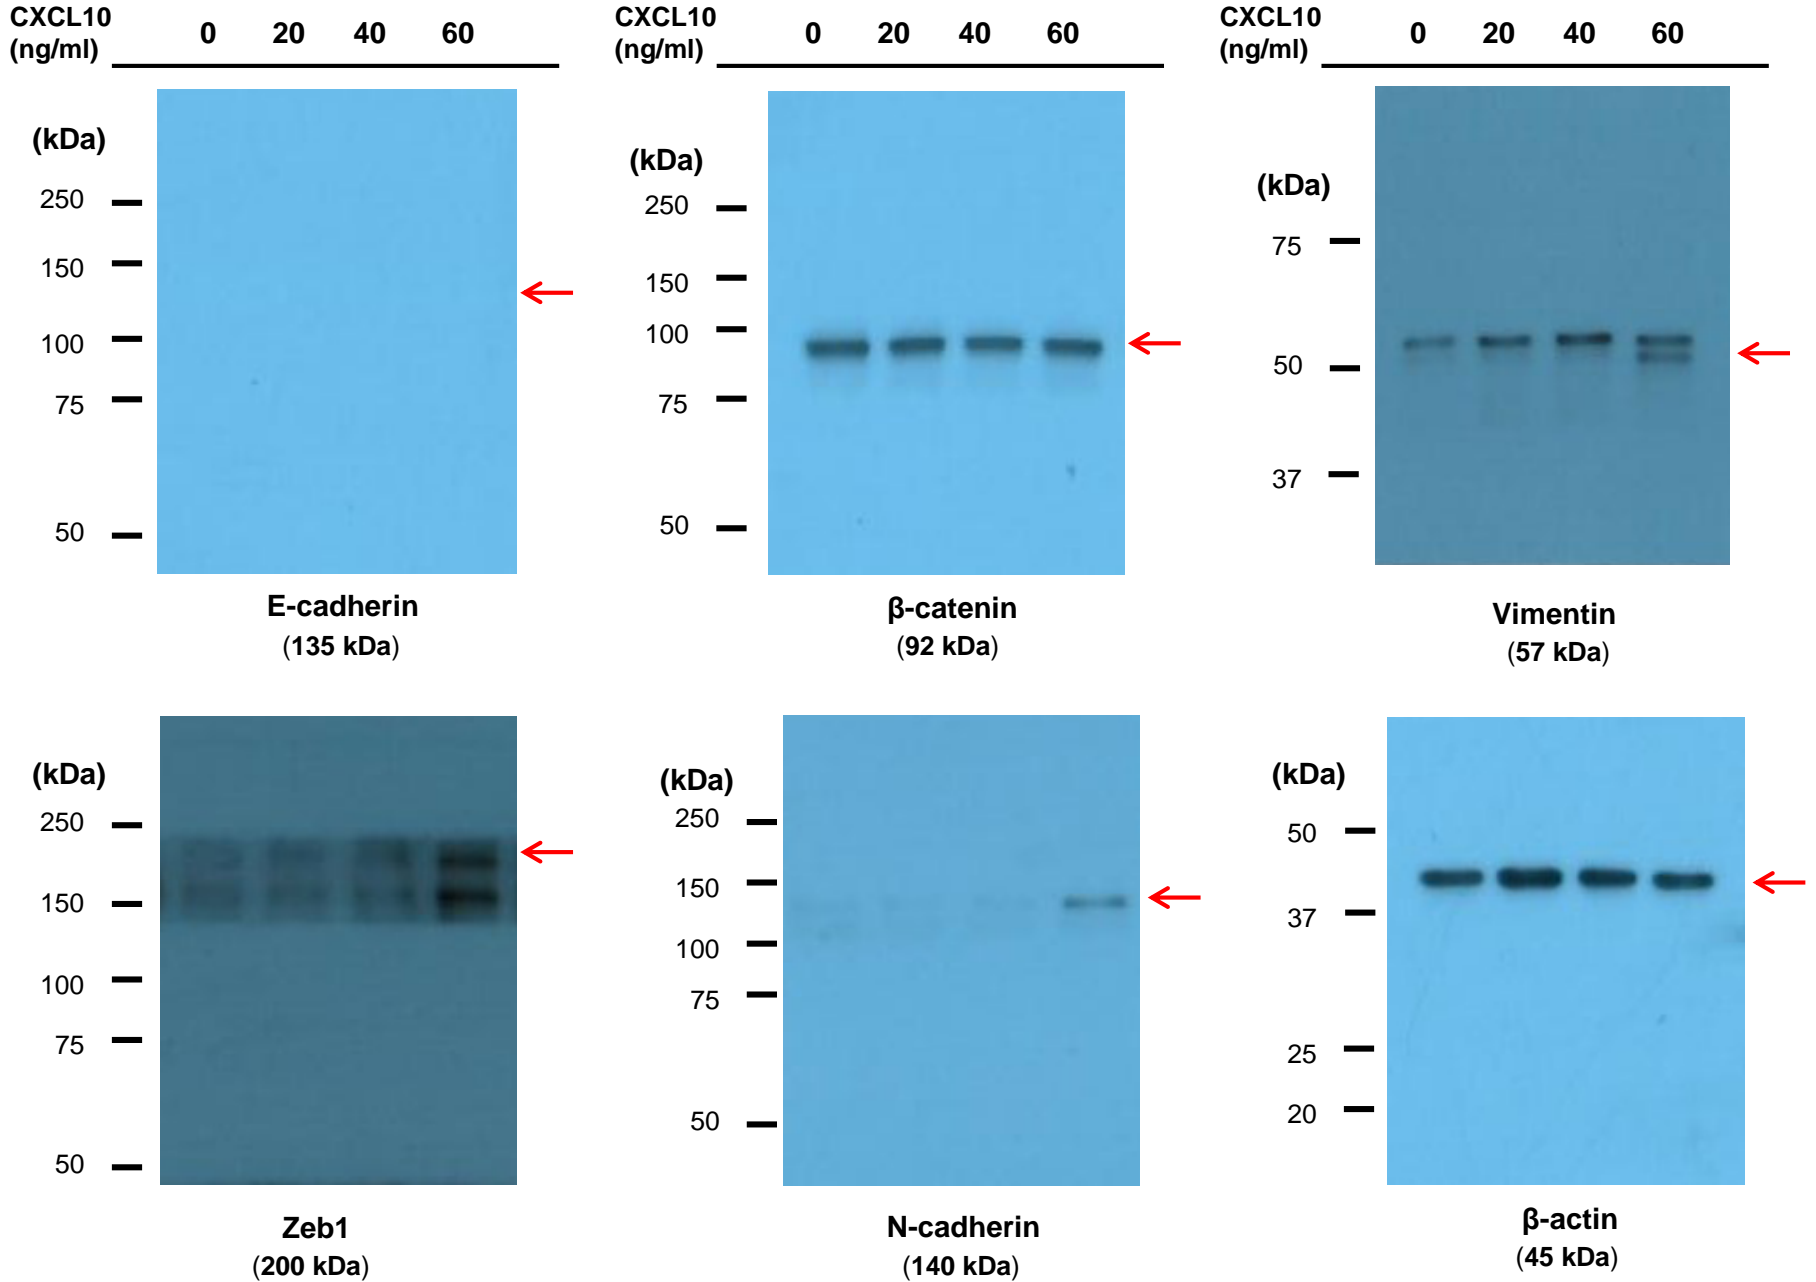 CXCL10
(ng/ml) 0 20 40 60
CXCL10
(ng/ml) 0 20 40 60
CXCL10
(ng/ml) 0 20 40 60
(kDa)
250
150
100
75
50
E-cadherin
(135 kDa)
(kDa)
250
150
100
75
50
β-catenin
(92 kDa)
(kDa)
75
50
37
Vimentin
(57 kDa)
(kDa)
250
150
100
75
50
Zeb1
(200 kDa)
(kDa)
250
150
100
75
50
N-cadherin
(140 kDa)
(kDa)
50
37
25
20
β-actin
(45 kDa)